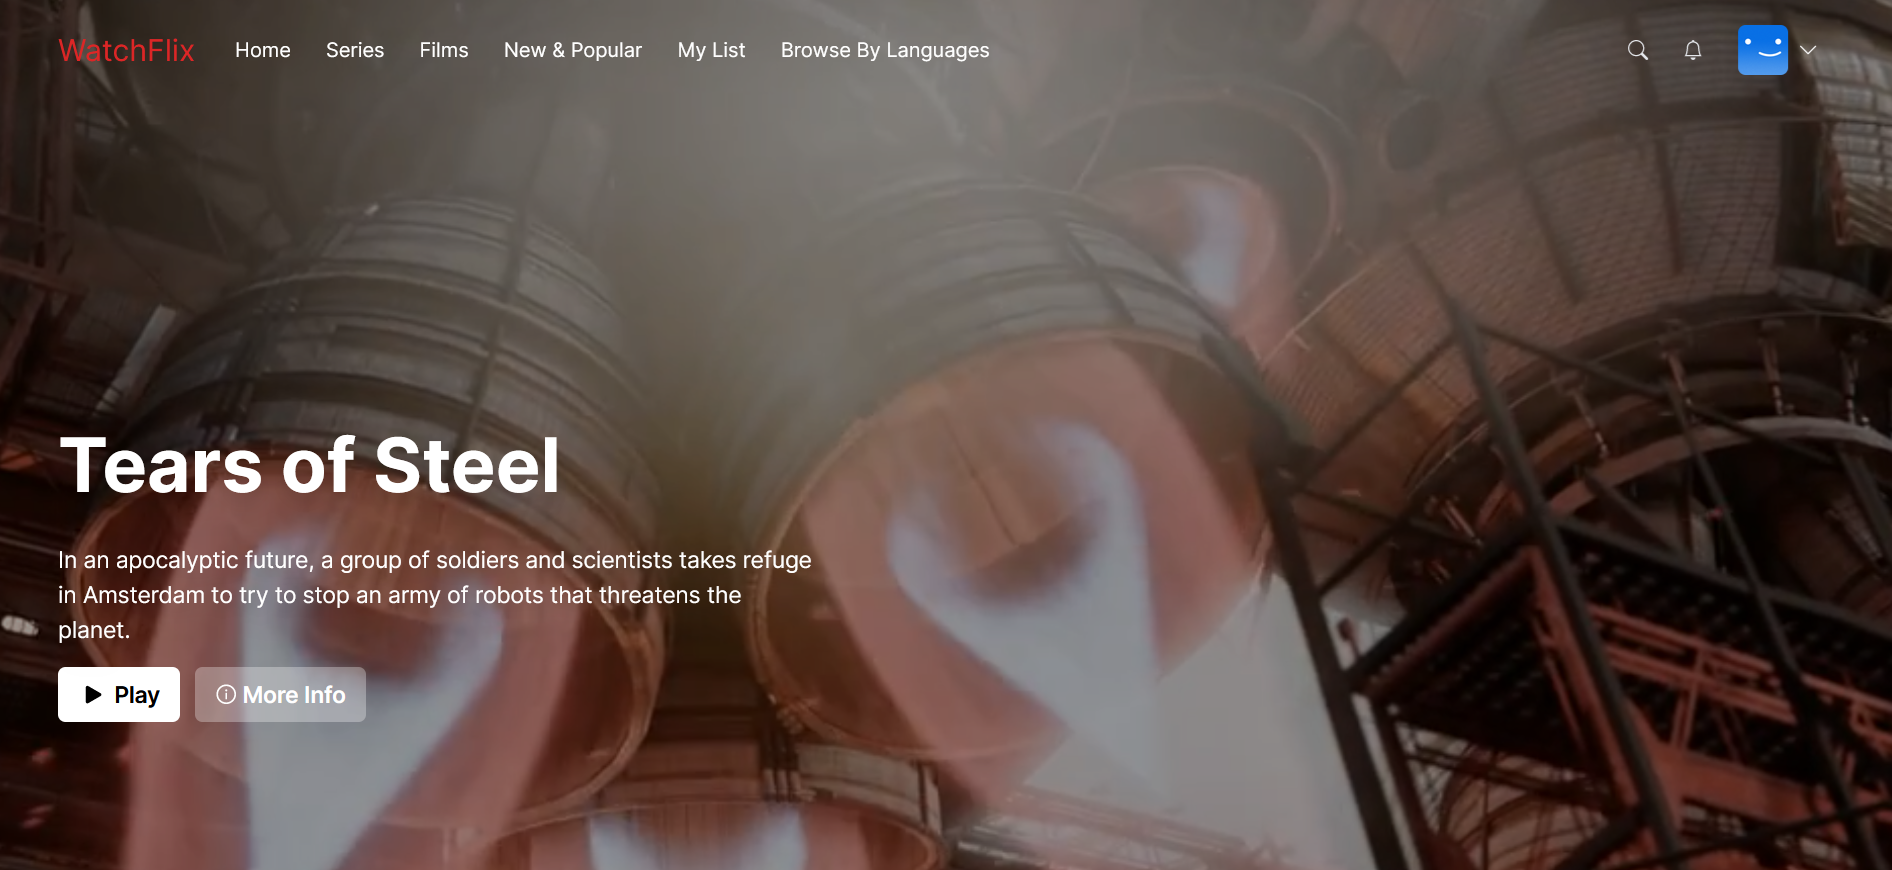 WatchFlix
Home Series Films New & Popular My List Browse By Languages
Tears of Steel
In an apocalyptic future, a group of soldiers and scientists takes refuge
in Amsterdam to try to stop an army of robots that threatens the
planet.
Play More Info